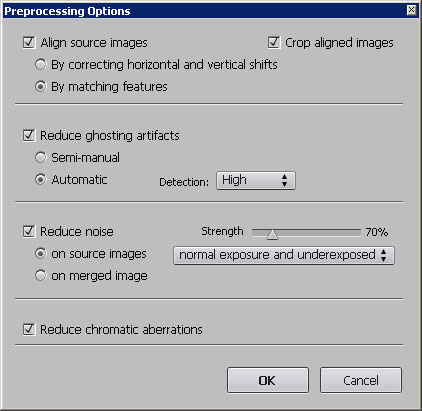 Preprocessing Options
Align source images
Crop aligned images
By correcting horizontal and vertical shifts
By matching features
Reduce ghosting artifacts
Semi-manual
Automatic
Detection: High
Reduce noise
Strength 70%
on source images
normal exposure and underexposed
on merged image
Reduce chromatic aberrations
OK
Cancel